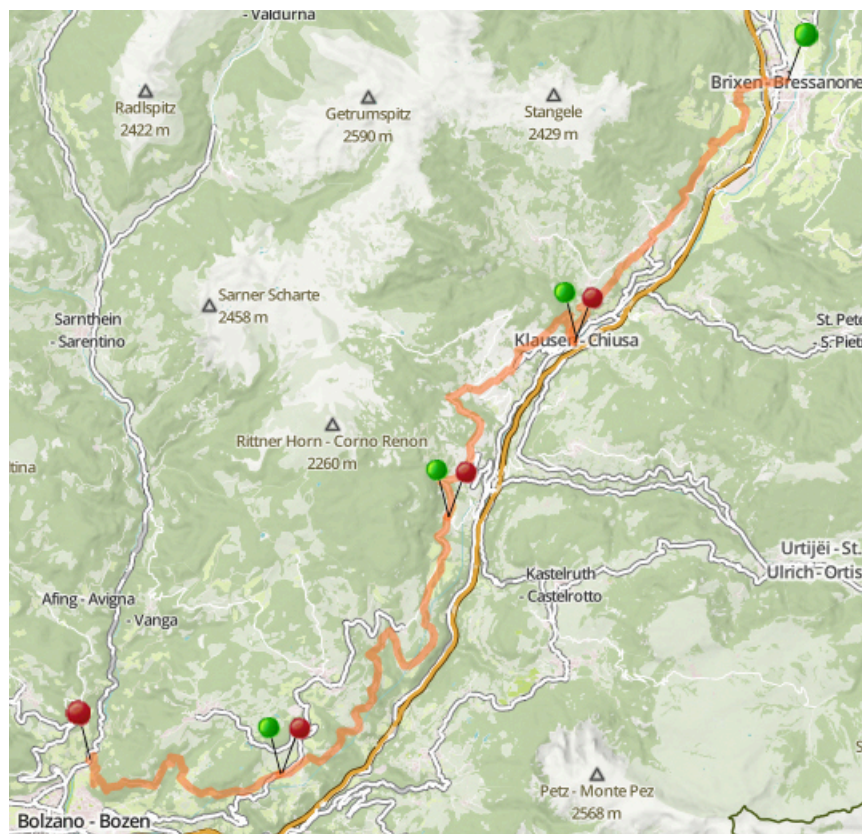 - Valdurna
Brixen - Bressanone
Radlspitz
2422 m
Getrumspitz
2590 m
Stangele
2429 m
Sarner Scharte
2458 m
Sarnthein
- Sarentino
St. Pete
- S. Piet
Klausen - Chiusa
Rittner Horn - Corno Renon
2260 m
tina
Urtijëi - St.
Ulrich - Ortis
Kastelruth
- Castelrotto
Afing - Avigna
- Vanga
S
Petz - Monte Pez
2568 m
Bolzano - Bozen